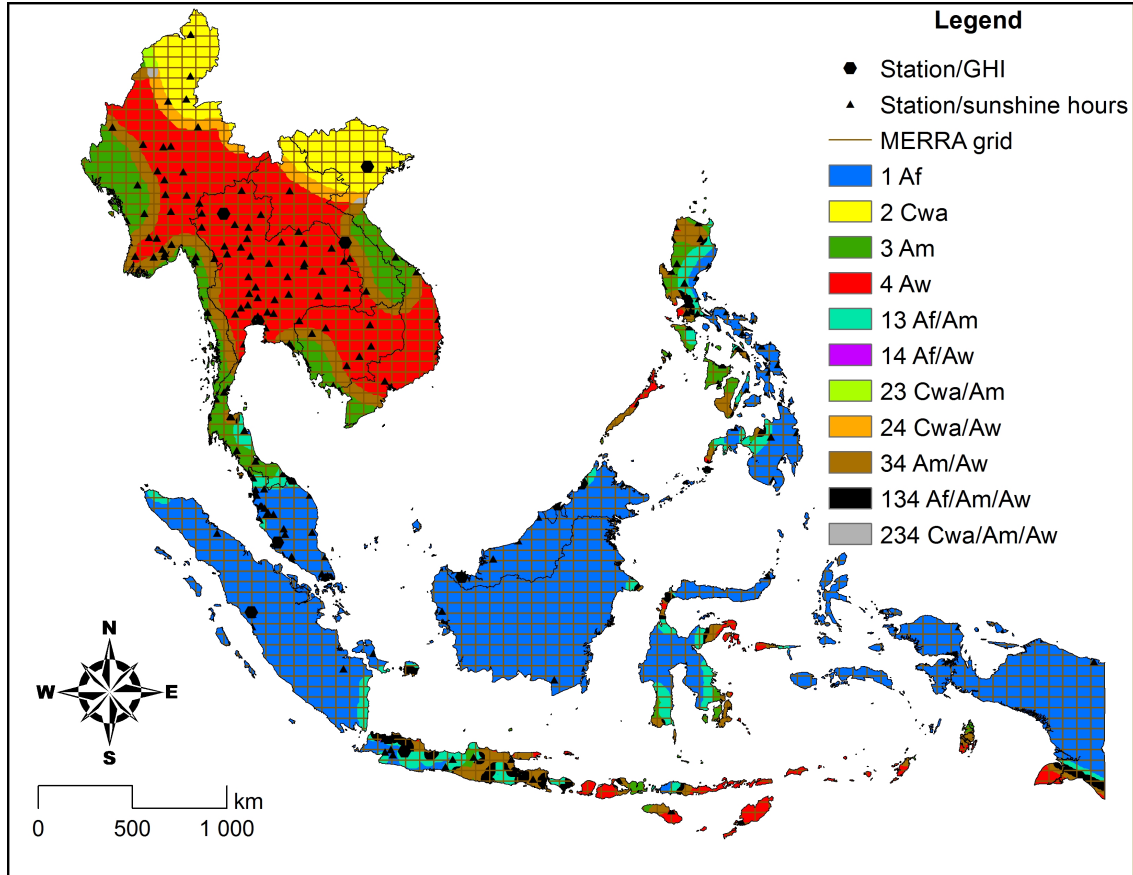 Legend
Station/GHI
Station/sunshine hours
MERRA grid
1 Af
2 Cwa
3 Am
4 Aw
13 Af/Am
14 Af/Aw
23 Cwa/Am
24 Cwa/Aw
34 Am/Aw
134 Af/Am/Aw
234 Cwa/Am/Aw
N
W E
S
km
0 500 1 000